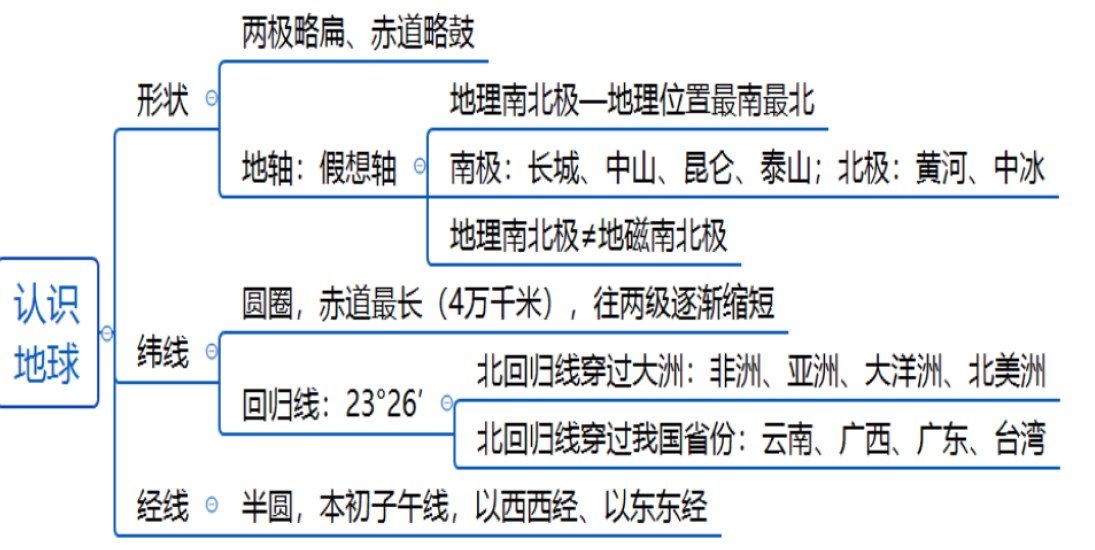 两极略扁、赤道略鼓
形状
地理南北极—地理位置最南最北
地轴：假想轴
南极：长城、中山、昆仑、泰山；北极：黄河、中冰
地理南北极≠地磁南北极
认识
地球
圆圈，赤道最长（4万千米），往两级逐渐缩短
纬线
北回归线穿过大洲：非洲、亚洲、大洋洲、北美洲
回归线：23°26′
北回归线穿过我国省份：云南、广西、广东、台湾
经线
半圆，本初子午线，以西西经、以东东经